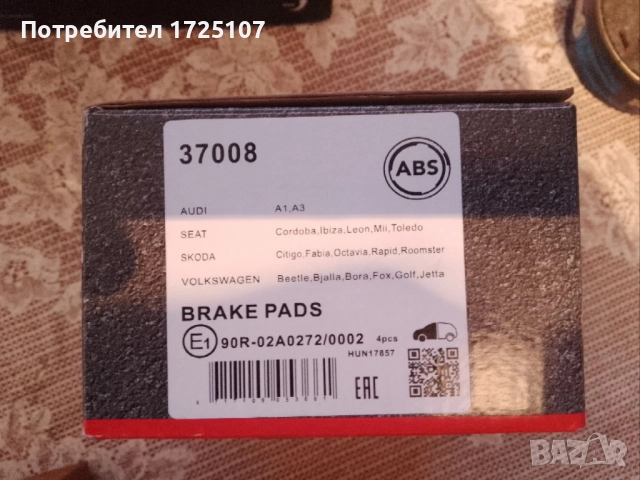 Потребител 1725107
37008
ABS
AUDI A1,A3
SEAT Cordoba,Ibiza,Leon,Mii,Toledo
SKODA Citigo,Fabia,Octavia,Rapid,Roomster
VOLKSWAGEN Beetle,Bjalla,Bora,Fox,Golf,Jetta
BRAKE PADS
E1 90R-02A0272/0002 4pcs
HUN17857
EAC
BAZAR